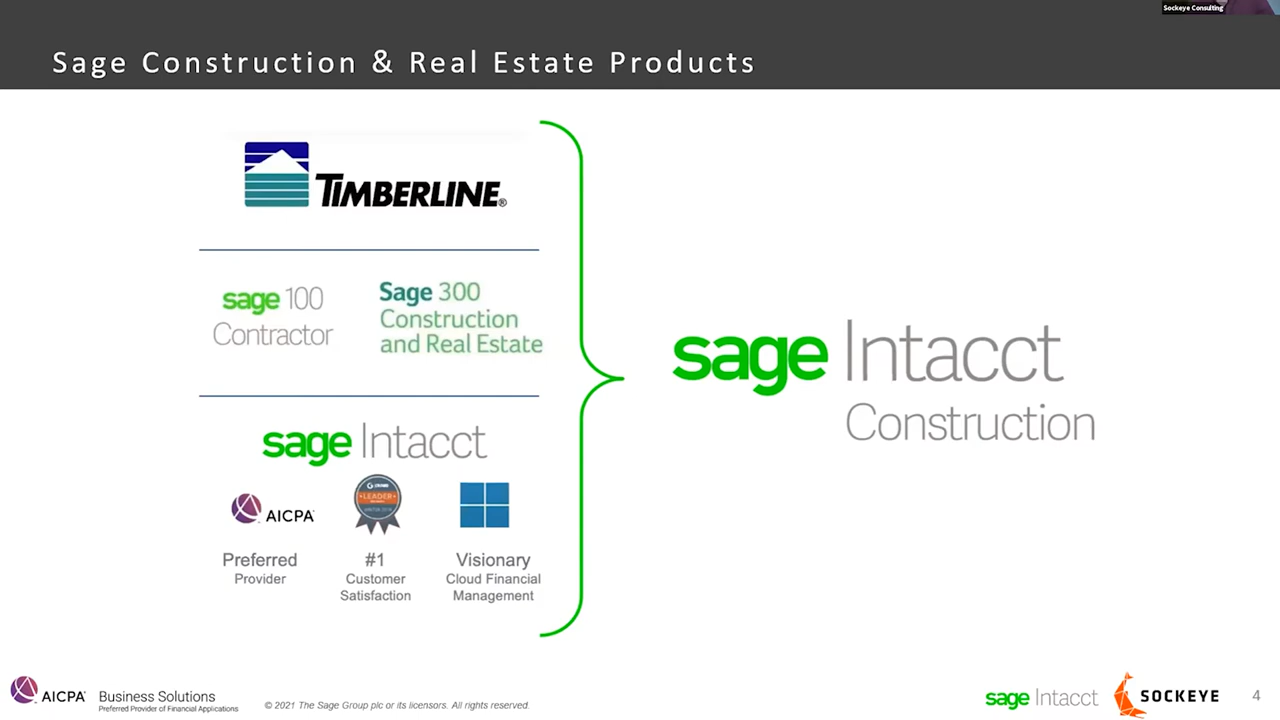 Sockeye Consulting
Sage Construction & Real Estate Products
TIMBERLINE®
sage 100
Contractor
Sage 300
Construction
and Real Estate
sage Intacct
Construction
sage Intacct
AICPA
LEADER
Preferred
Provider
#1
Customer
Satisfaction
Visionary
Cloud Financial
Management
AICPA
Business Solutions
Preferred Provider of Financial Applications
© 2021 The Sage Group plc or its licensors. All rights reserved.
sage Intacct
SOCKEYE
4